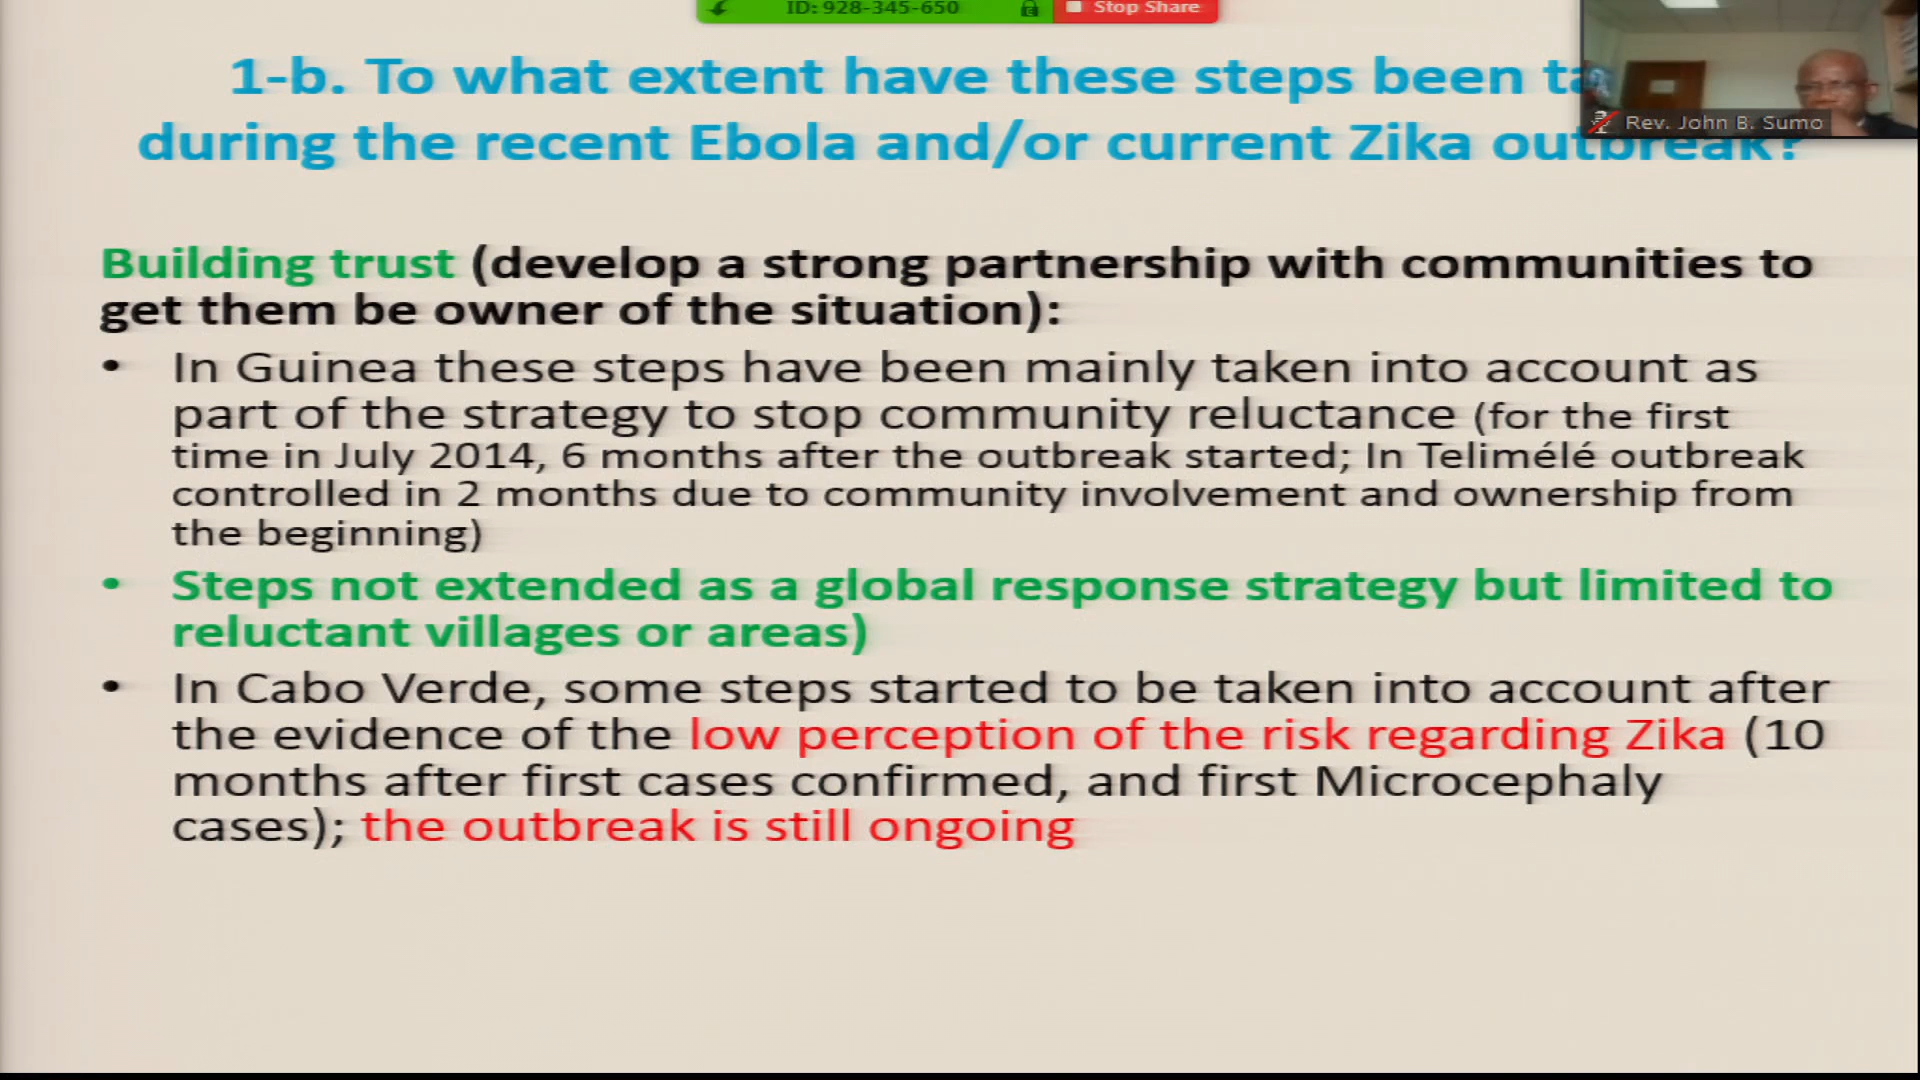 ID: 928-345-650
Stop Share
1-b. To what extent have these steps been
during the recent Ebola and/or current Zika outbreak?
Rev. John B. Sumo
Building trust (develop a strong partnership with communities to
get them be owner of the situation):
• In Guinea these steps have been mainly taken into account as
part of the strategy to stop community reluctance (for the first
time in July 2014, 6 months after the outbreak started; In Telimélé outbreak
controlled in 2 months due to community involvement and ownership from
the beginning)
• Steps not extended as a global response strategy but limited to
reluctant villages or areas)
• In Cabo Verde, some steps started to be taken into account after
the evidence of the low perception of the risk regarding Zika (10
months after first cases confirmed, and first Microcephaly
cases); the outbreak is still ongoing